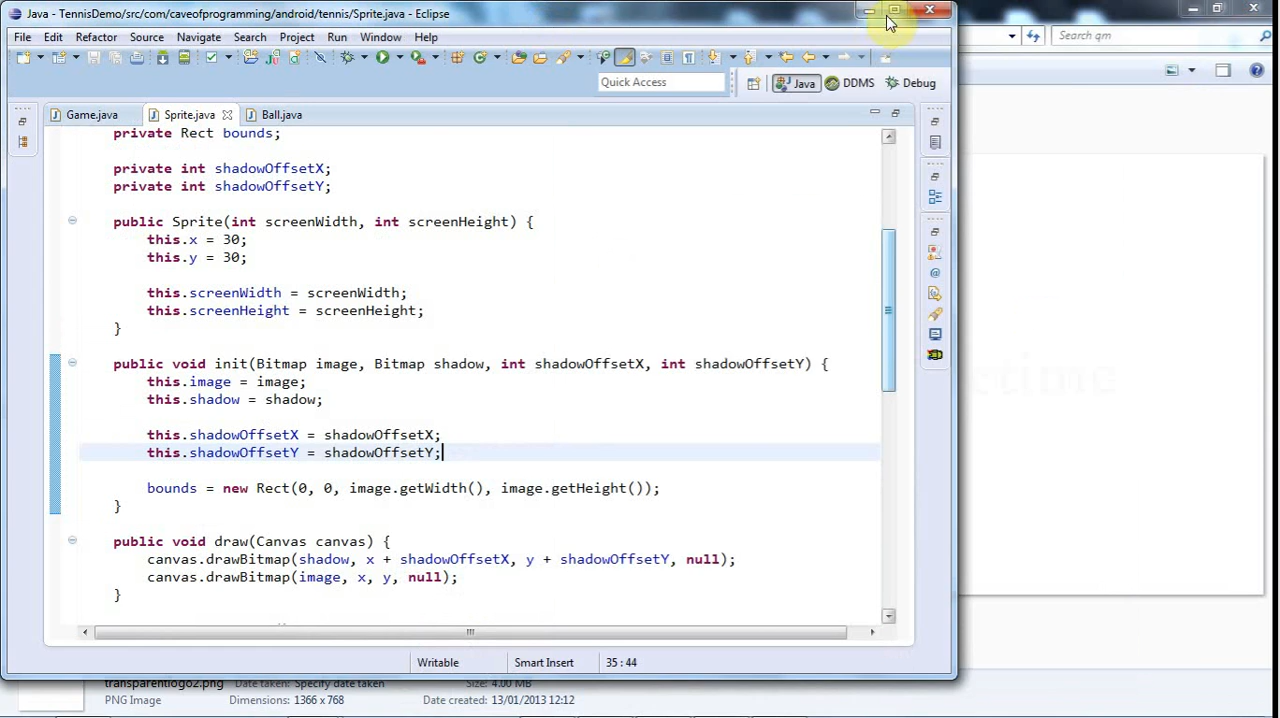 Java - TennisDemo/src/com/caveofprogramming/android/tennis/Sprite.java - Eclipse
File Edit Refactor Source Navigate Search Project Run Window Help
Search qm
Quick Access Java DDMS Debug
Game.java Sprite.java Ball.java
private Rect bounds;
private int shadowOffsetX;
private int shadowOffsetY;
public Sprite(int screenWidth, int screenHeight) {
this.x = 30;
this.y = 30;
this.screenWidth = screenWidth;
this.screenHeight = screenHeight;
}
public void init(Bitmap image, Bitmap shadow, int shadowOffsetX, int shadowOffsetY) {
this.image = image;
this.shadow = shadow;
this.shadowOffsetX = shadowOffsetX;
this.shadowOffsetY = shadowOffsetY;
bounds = new Rect(0, 0, image.getWidth(), image.getHeight());
}
public void draw(Canvas canvas) {
canvas.drawBitmap(shadow, x + shadowOffsetX, y + shadowOffsetY, null);
canvas.drawBitmap(image, x, y, null);
}
Writable Smart Insert 35 : 44
transparentlogo2.png Date taken: Specify date taken Size: 4.00 MB
PNG Image Dimensions: 1366 x 768 Date created: 13/01/2013 12:12